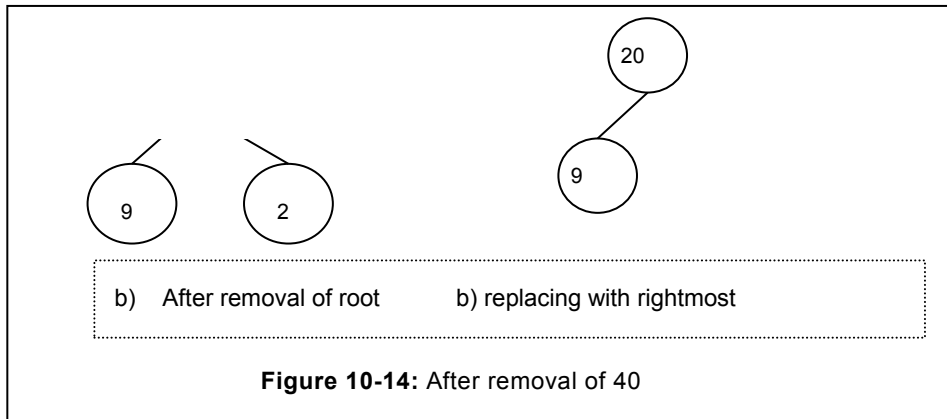 20
9
9 2
b) After removal of root b) replacing with rightmost
Figure 10-14: After removal of 40